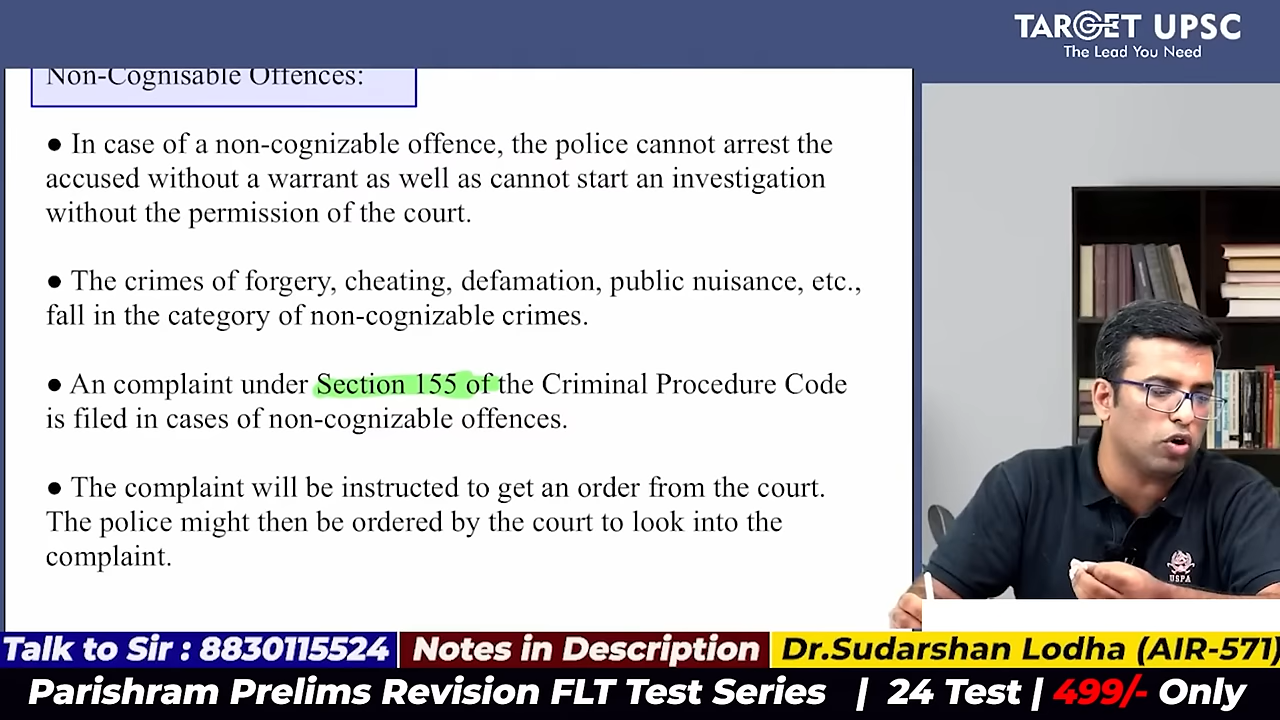 TARGET UPSC
The Lead You Need
Non-Cognisable Offences:
● In case of a non-cognizable offence, the police cannot arrest the
accused without a warrant as well as cannot start an investigation
without the permission of the court.
● The crimes of forgery, cheating, defamation, public nuisance, etc.,
fall in the category of non-cognizable crimes.
● An complaint under Section 155 of the Criminal Procedure Code
is filed in cases of non-cognizable offences.
● The complaint will be instructed to get an order from the court.
The police might then be ordered by the court to look into the
complaint.
USPA
Talk to Sir : 8830115524 Notes in Description Dr.Sudarshan Lodha (AIR-571)
Parishram Prelims Revision FLT Test Series | 24 Test | 499/- Only